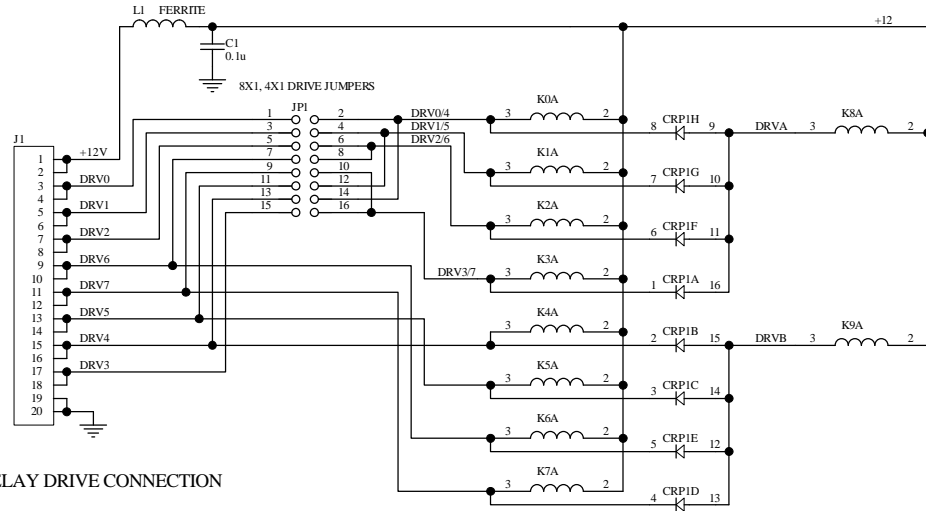 L1 FERRITE
+12
C1
0.1u
8X1, 4X1 DRIVE JUMPERS
JP1
1 2
3 4
5 6
7 8
9 10
11 12
13 14
15 16
DRV0/4
DRV1/5
DRV2/6
DRV3/7
J1
1 +12V
2
3 DRV0
4
5 DRV1
6
7 DRV2
8
9 DRV6
10
11 DRV7
12
13 DRV5
14
15 DRV4
16
17 DRV3
18
19
20
K0A
3 2
CRP1H
8 9
K1A
3 2
CRP1G
7 10
K2A
3 2
CRP1F
6 11
K3A
3 2
CRP1A
1 16
K4A
3 2
CRP1B
2 15
K5A
3 2
CRP1C
3 14
K6A
3 2
CRP1E
5 12
K7A
3 2
CRP1D
4 13
DRVA
K8A
3 2
DRVB
K9A
3 2
ELAY DRIVE CONNECTION